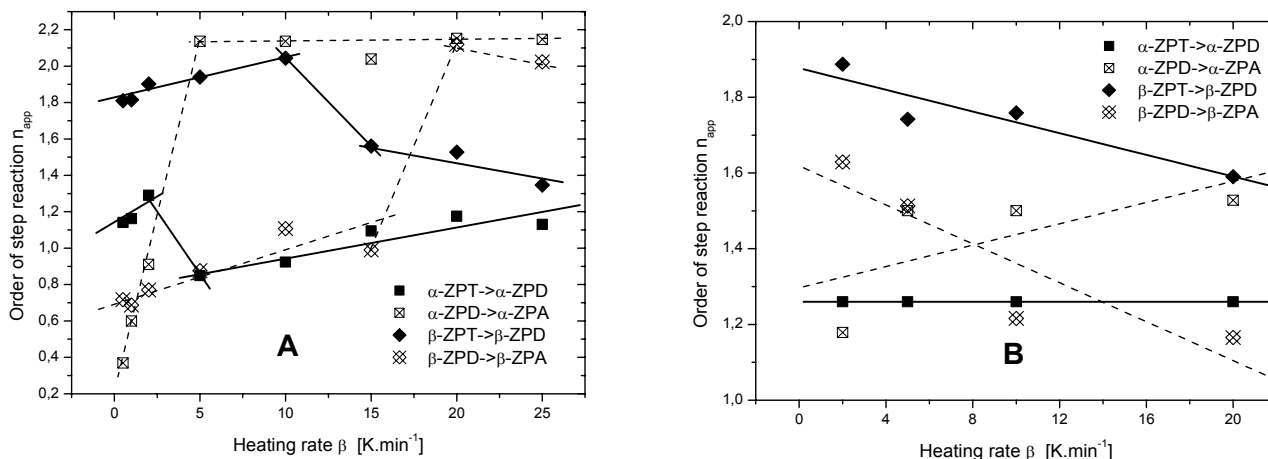 2,2
2,0
1,8
1,6
1,4
1,2
1,0
0,8
0,6
0,4
0,2
0
5
10
15
20
25
Order of step reaction n_app
Heating rate β [K.min⁻¹]
A
α-ZPT->α-ZPD
α-ZPD->α-ZPA
β-ZPT->β-ZPD
β-ZPD->β-ZPA
1,8
1,6
1,4
1,2
1,0
0
4
8
12
16
20
Order of step reaction n_app
Heating rate β [K.min⁻¹]
B
α-ZPT->α-ZPD
α-ZPD->α-ZPA
β-ZPT->β-ZPD
β-ZPD->β-ZPA